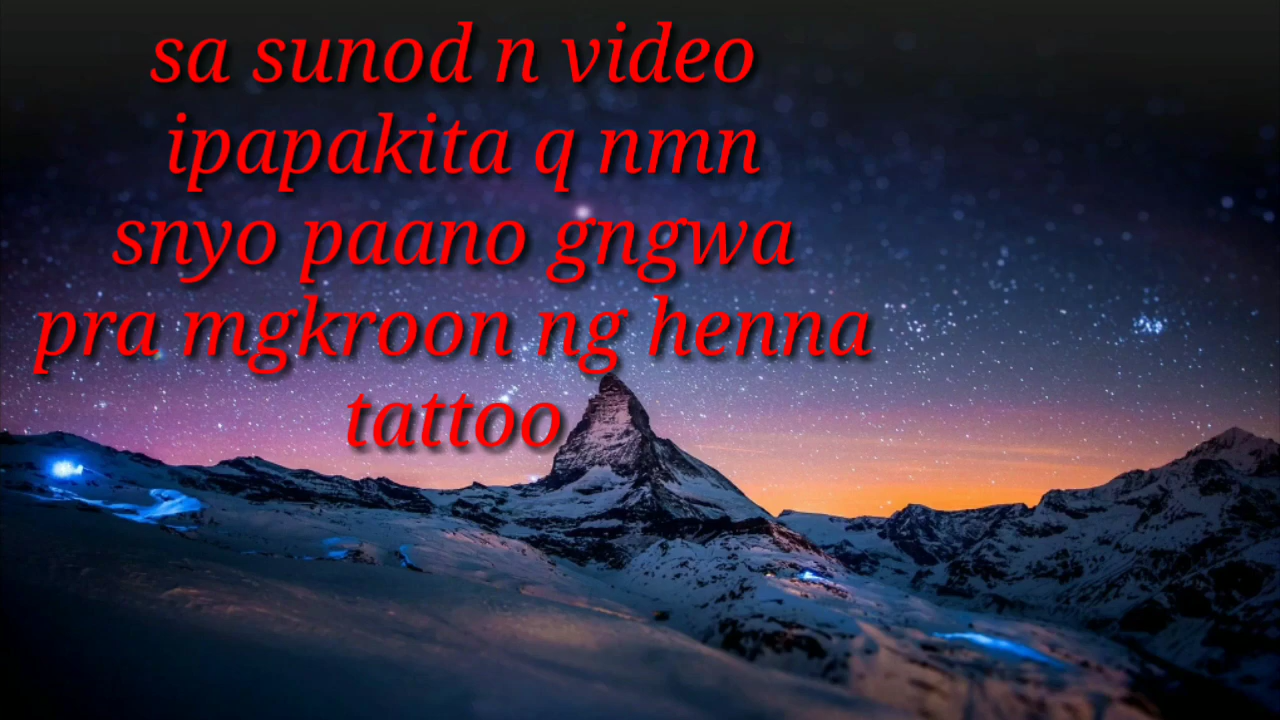 sa sunod n video
ipapakita q nmn
snyo paano gngwa
pra mgkroon ng henna
tattoo